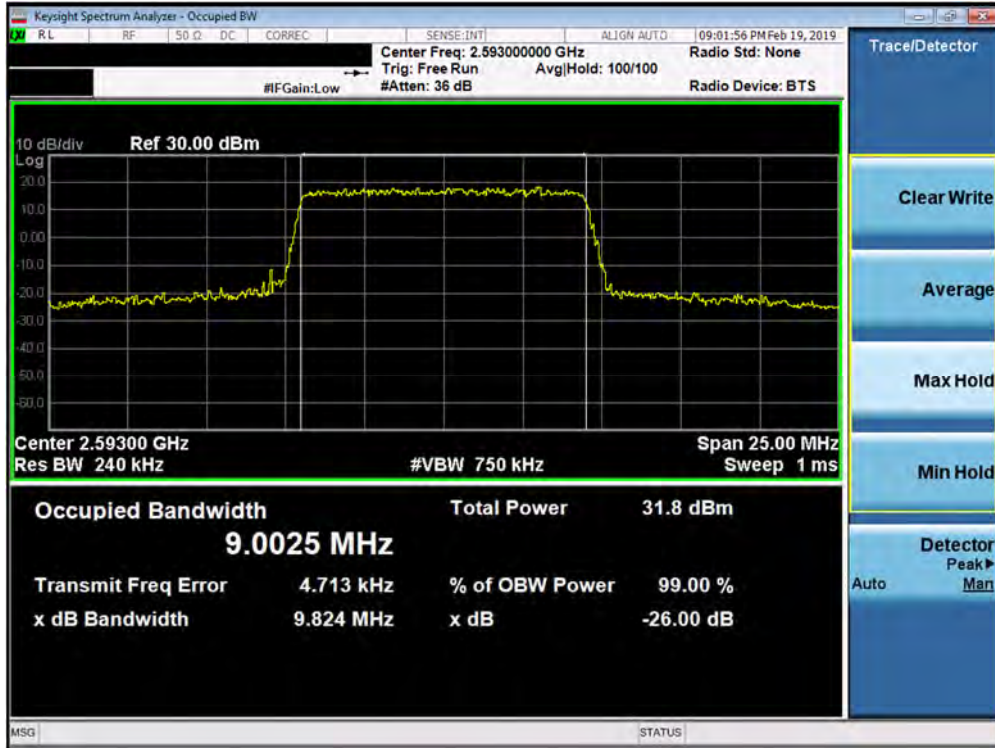 Keysight Spectrum Analyzer - Occupied BW
LXI RL RF 50 Ω DC CORREC SENSE:INT ALIGN AUTO 09:01:56 PM Feb 19, 2019
Center Freq: 2.593000000 GHz Radio Std: None
Trig: Free Run Avg|Hold: 100/100
#IFGain:Low #Atten: 36 dB Radio Device: BTS
10 dB/div Ref 30.00 dBm
Log
20.0
10.0
0.00
-10.0
-20.0
-30.0
-40.0
-50.0
-60.0
Center 2.59300 GHz Span 25.00 MHz
Res BW 240 kHz #VBW 750 kHz Sweep 1 ms
Occupied Bandwidth Total Power 31.8 dBm
9.0025 MHz
Transmit Freq Error 4.713 kHz % of OBW Power 99.00 %
x dB Bandwidth 9.824 MHz x dB -26.00 dB
MSG STATUS
Trace/Detector
Clear Write
Average
Max Hold
Min Hold
Detector
Peak▶
Auto Man